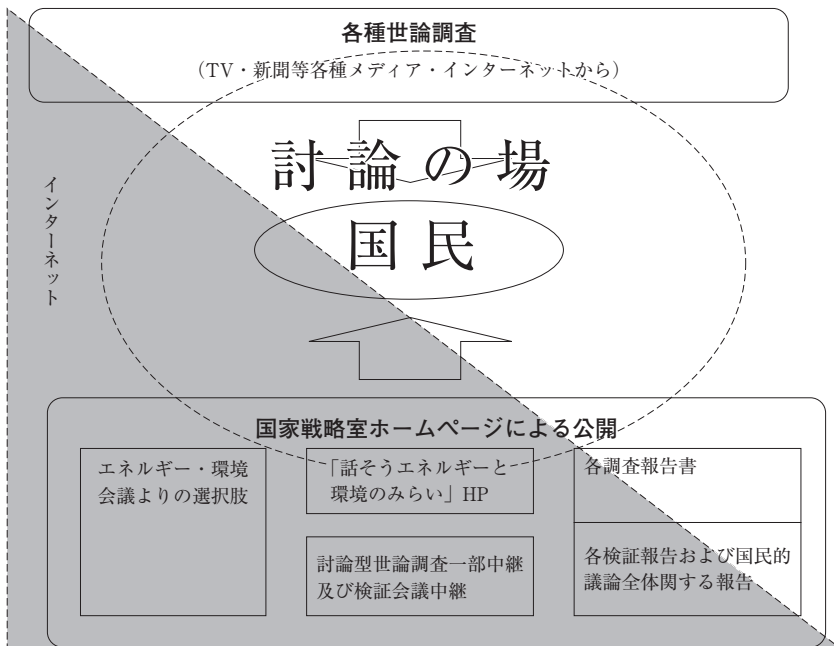 各種世論調査
（TV・新聞等各種メディア・インターネットから）
討論の場
国民
インターネット
国家戦略室ホームページによる公開
エネルギー・環境
会議よりの選択肢
「話そうエネルギーと
環境のみらい」HP
討論型世論調査一部中継
及び検証会議中継
各調査報告書
各検証報告および国民的
議論全体関する報告